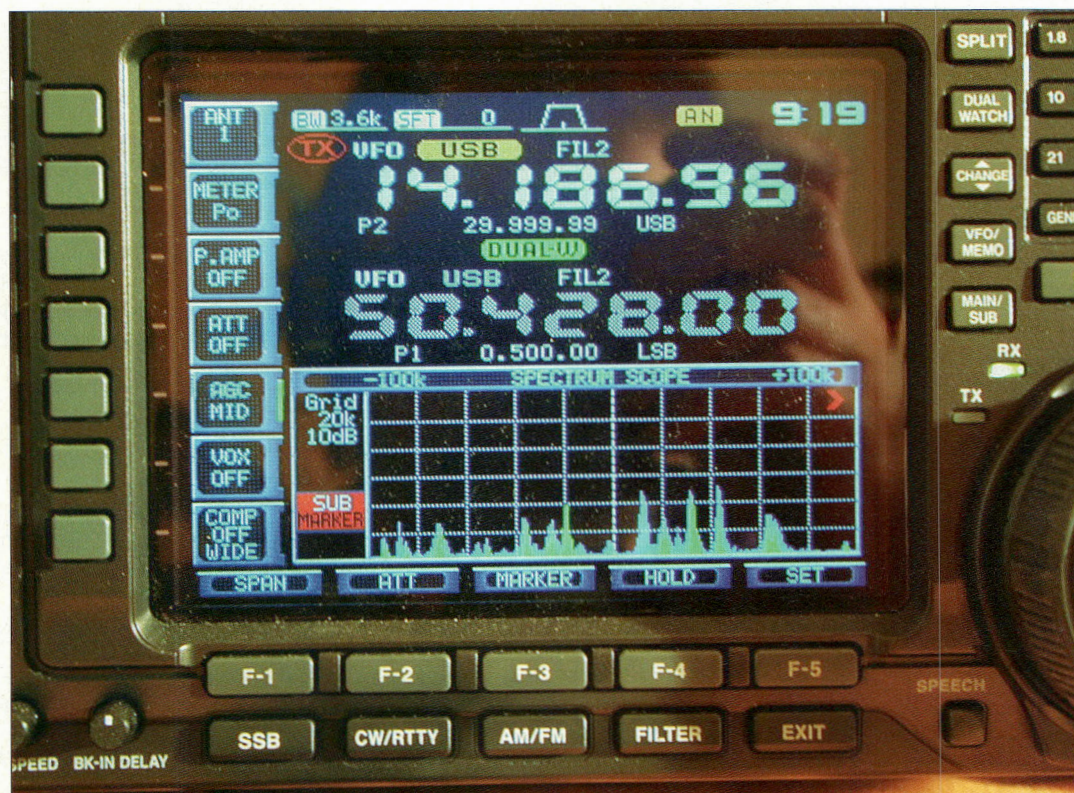 SPLIT
1.8
ANT 1
BW 3.6k SFT 0
AN
9:19
DUAL WATCH
10
TX VFO USB FIL2
14.186.96
21
METER Po
P2 29.999.99 USB
CHANGE
GEN
P.AMP OFF
DUAL-W
VFO/ MEMO
VFO USB FIL2
50.428.00
ATT OFF
MAIN/ SUB
P1 0.500.00 LSB
RX
-100k SPECTRUM SCOPE +100k
TX
AGC MID
Grid
20k
10dB
VOX OFF
SUB
MARKER
COMP OFF WIDE
SPAN ATT MARKER HOLD SET
F-1 F-2 F-3 F-4 F-5
SPEECH
SSB CW/RTTY AM/FM FILTER EXIT
SPEED BK-IN DELAY